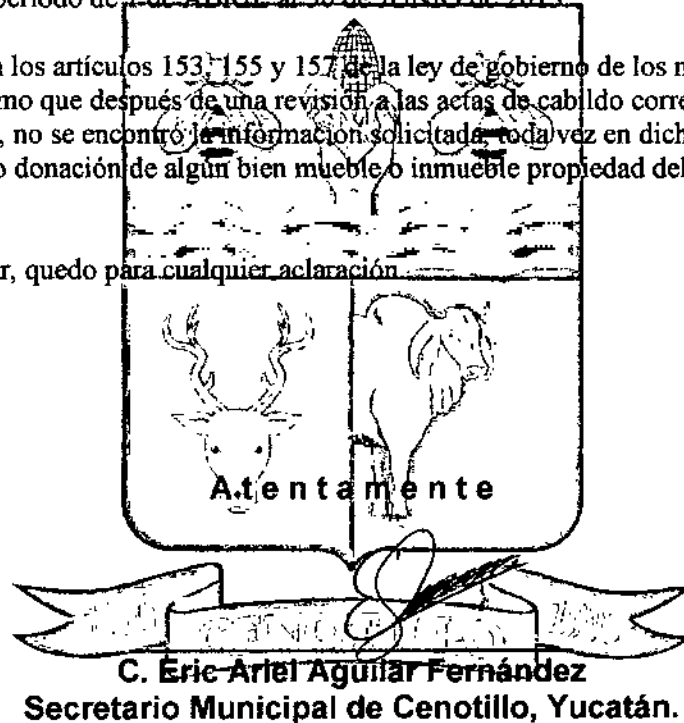 periodo de 1 de ABRIL al 30 de JUNIO de 2015.
los artículos 153, 155 y 157 de la ley de gobierno de los
mo que después de una revisión a las actas de cabildo corre
, no se encontró la información solicitada, toda vez en dich
o donación de algún bien mueble o inmueble propiedad del
r, quedo para cualquier aclaración
A t e n t a m e n t e
CENOTILLO
C. Eric Ariel Aguilar Fernández
Secretario Municipal de Cenotillo, Yucatán.